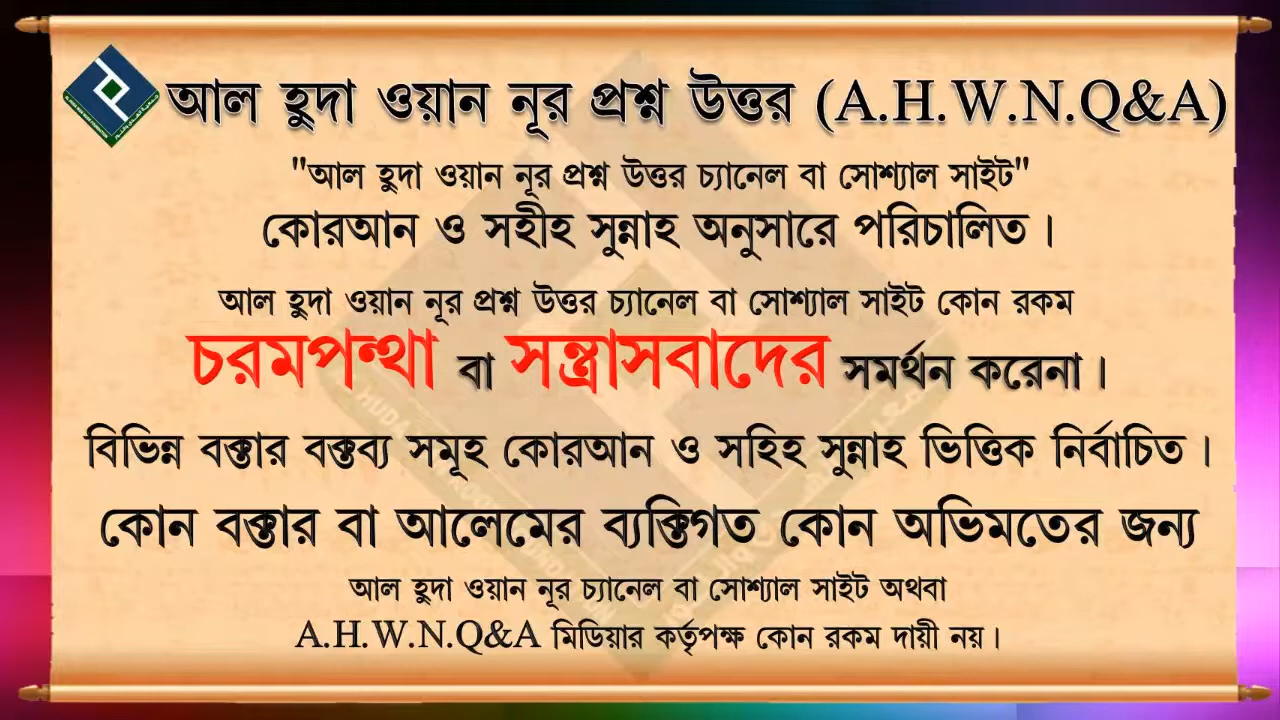 আল হুদা ওয়ান নূর প্রশ্ন উত্তর (A.H.W.N.Q&A)
"আল হুদা ওয়ান নূর প্রশ্ন উত্তর চ্যানেল বা সোশ্যাল সাইট"
কোরআন ও সহীহ সুন্নাহ অনুসারে পরিচালিত।
আল হুদা ওয়ান নূর প্রশ্ন উত্তর চ্যানেল বা সোশ্যাল সাইট কোন রকম
চরমপন্থা বা সন্ত্রাসবাদের সমর্থন করেনা।
বিভিন্ন বক্তার বক্তব্য সমূহ কোরআন ও সহিহ সুন্নাহ ভিত্তিক নির্বাচিত।
কোন বক্তার বা আলেমের ব্যক্তিগত কোন অভিমতের জন্য
আল হুদা ওয়ান নূর চ্যানেল বা সোশ্যাল সাইট অথবা
A.H.W.N.Q&A মিডিয়ার কর্তৃপক্ষ কোন রকম দায়ী নয়।